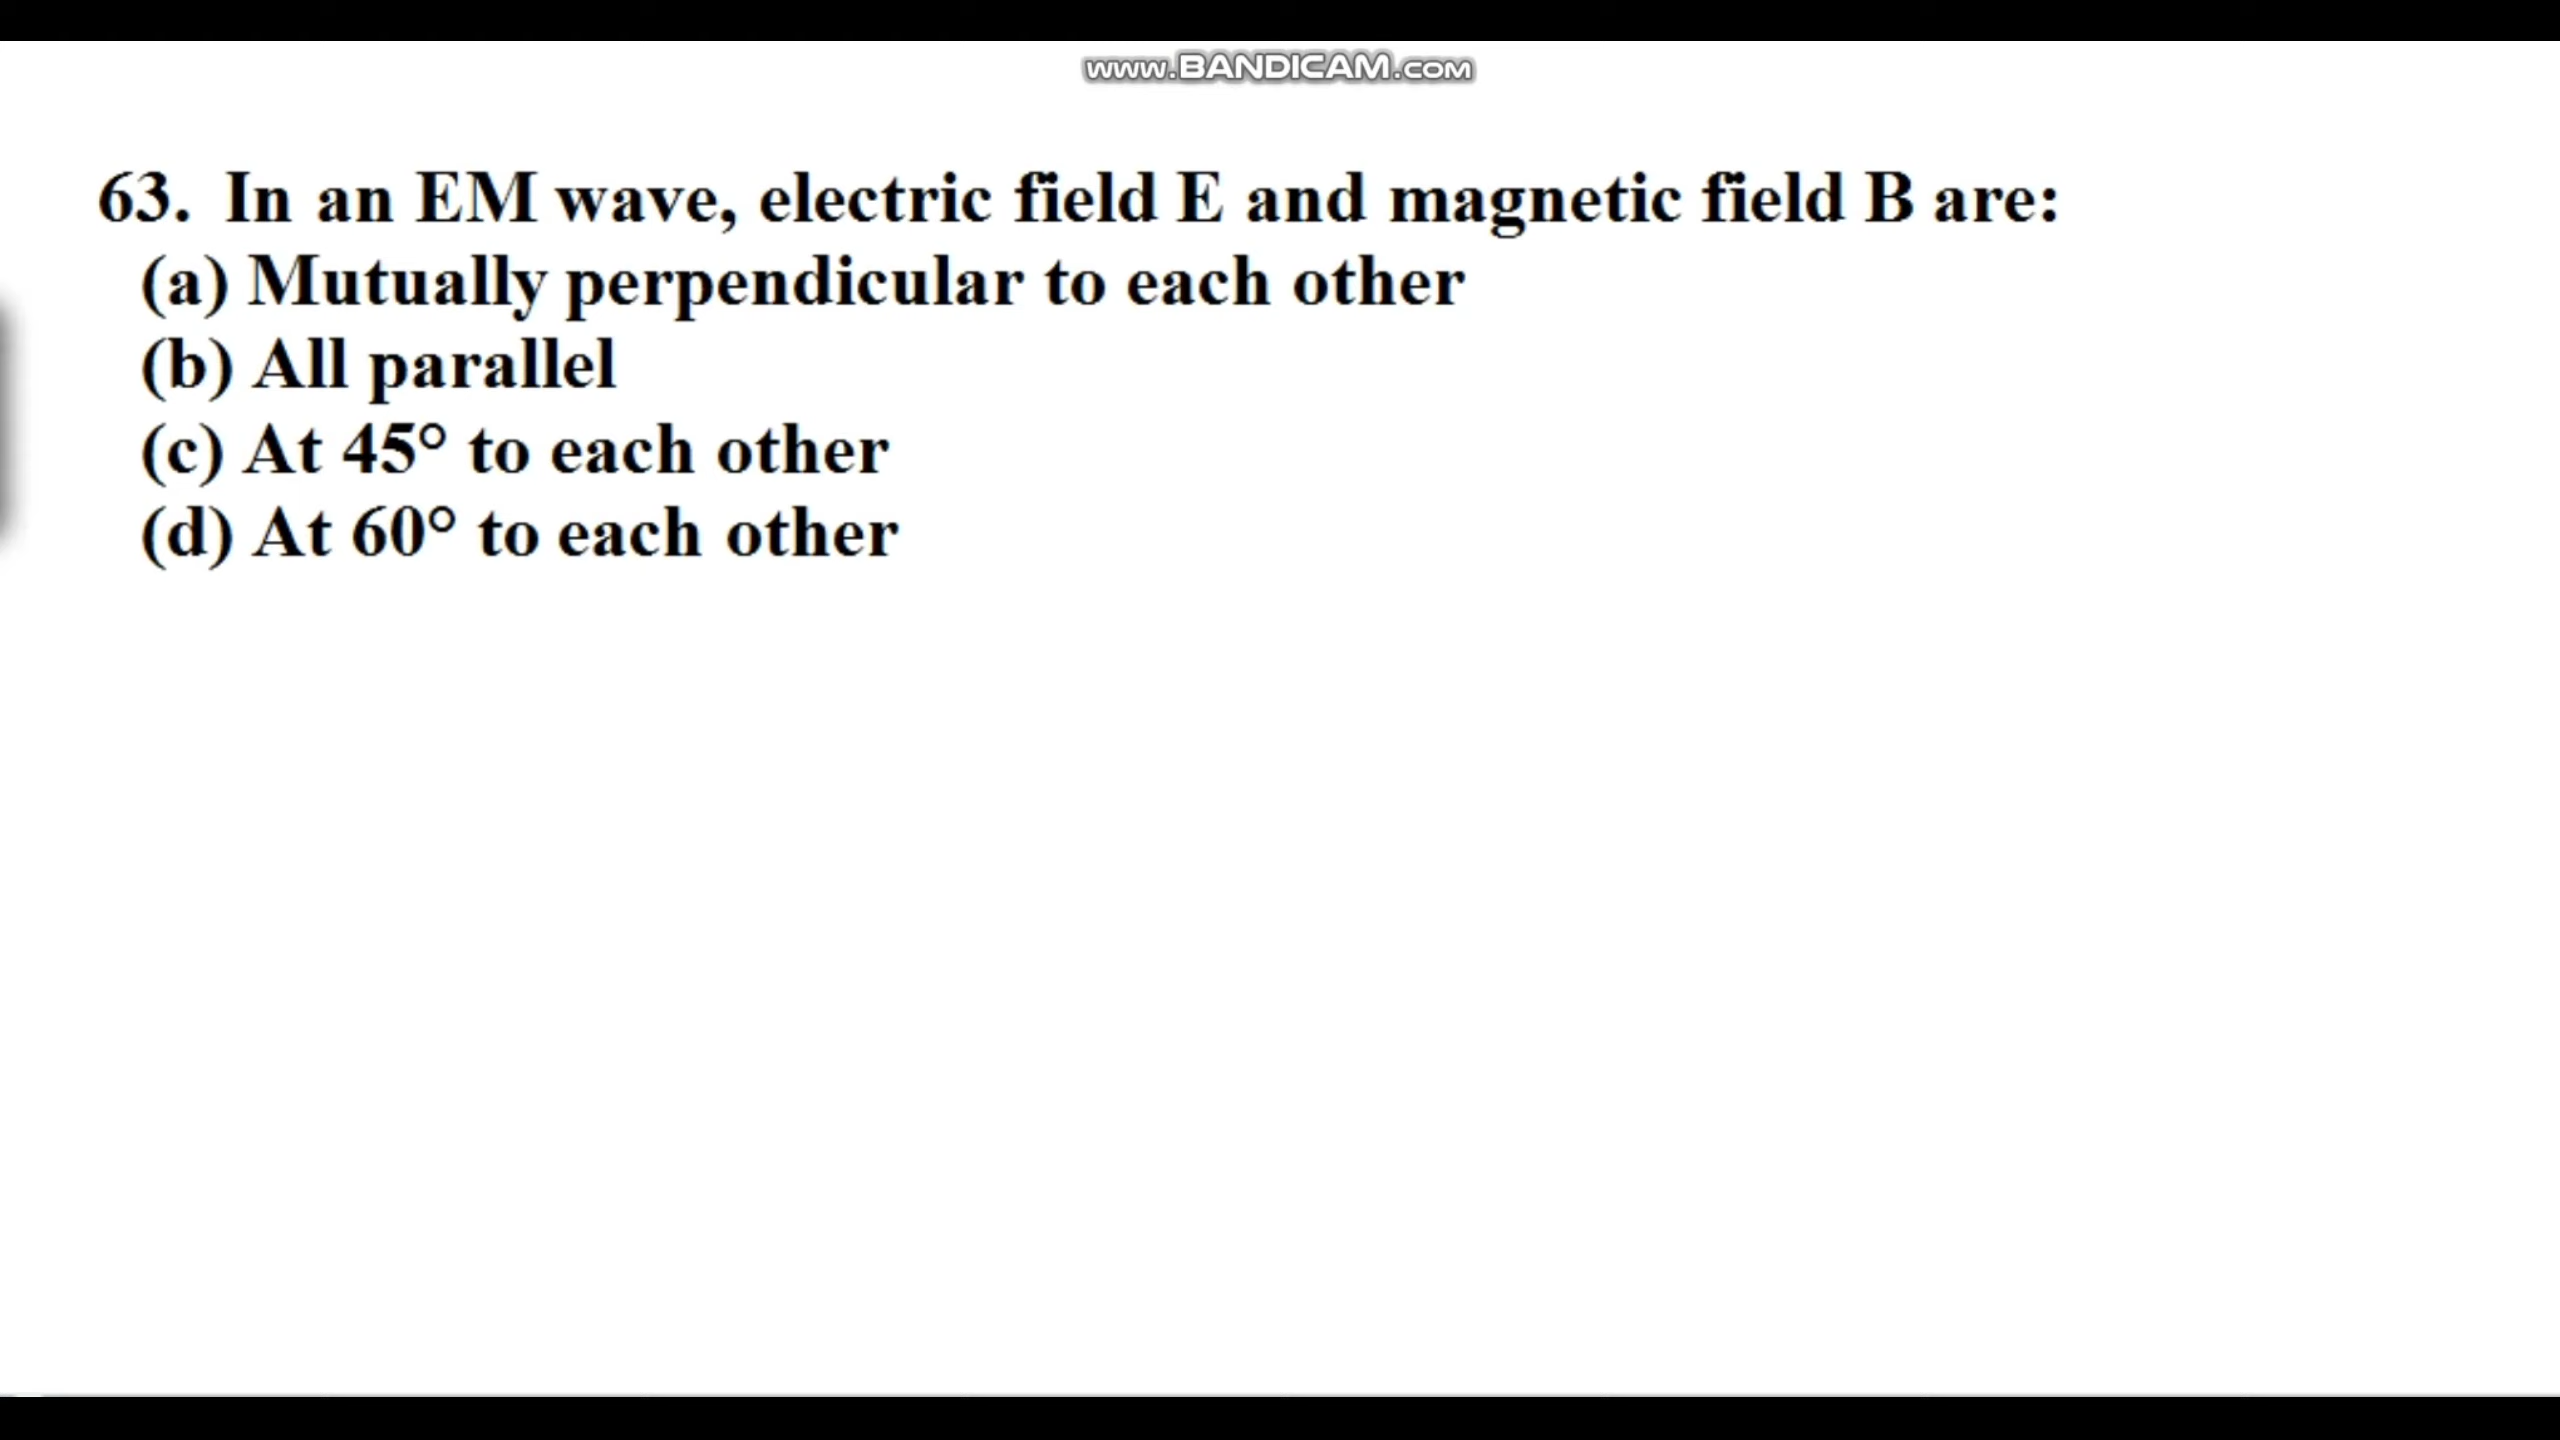 www.BANDICAM.com
63. In an EM wave, electric field E and magnetic field B are:
(a) Mutually perpendicular to each other
(b) All parallel
(c) At 45° to each other
(d) At 60° to each other